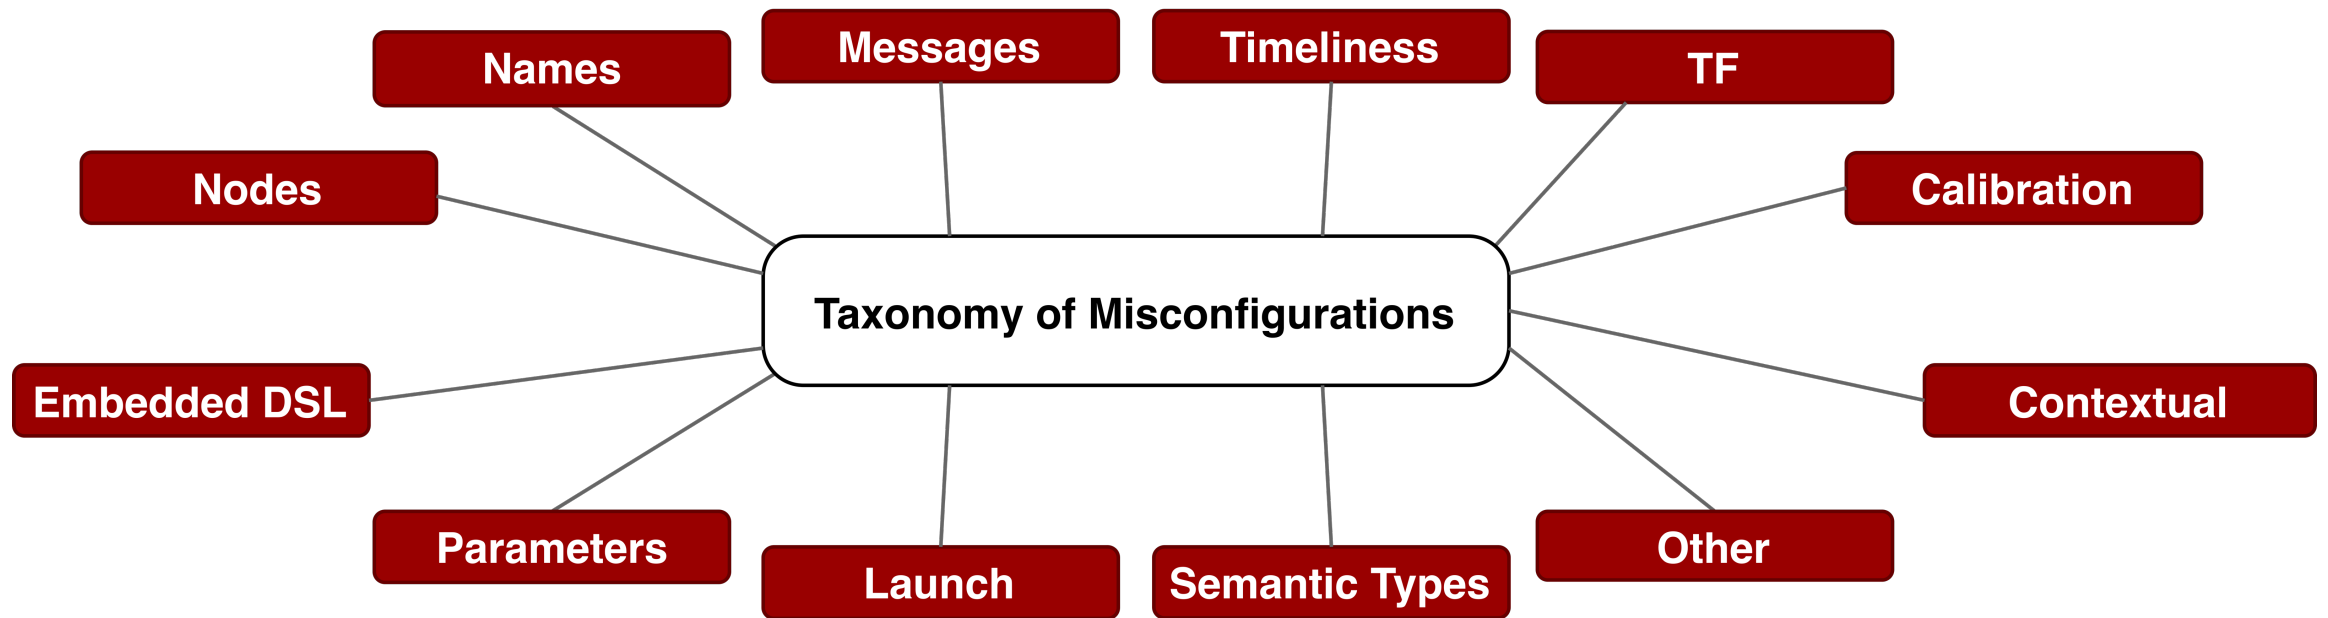 Messages
Timeliness
Names
TF
Nodes
Calibration
Taxonomy of Misconfigurations
Embedded DSL
Contextual
Parameters
Other
Launch
Semantic Types